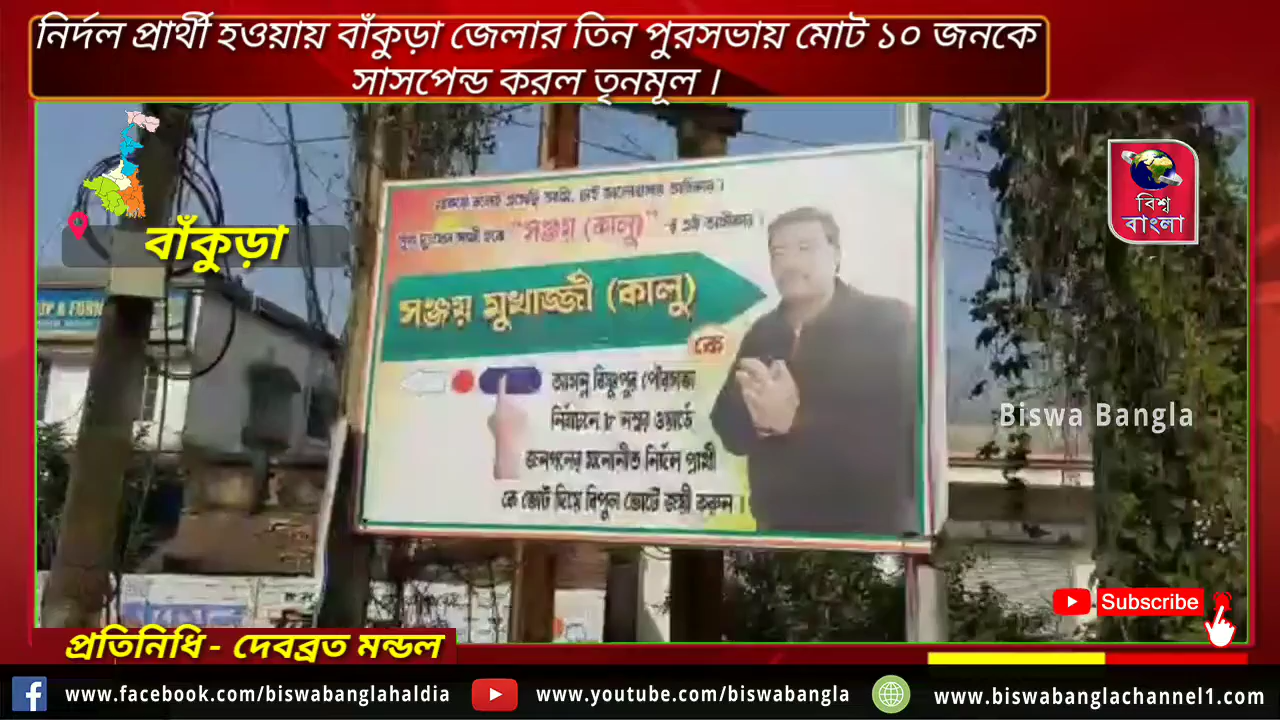 নির্দল প্রার্থী হওয়ায় বাঁকুড়া জেলার তিন পুরসভায় মোট ১০ জনকে
সাসপেন্ড করল তৃনমূল ।
বাঁকুড়া
বিশ্ব
বাংলা
"সঞ্জয় (কালু)" -র এই অঙ্গীকার ।
সঞ্জয় মুখার্জ্জী (কালু)
কে
আসন্ন বিষ্ণুপুর পৌরসভা
নির্বাচনে ৮ নম্বর ওয়ার্ডে
জনগনের মনোনীত নির্দল প্রার্থী
কে ভোট দিয়ে বিপুল ভোটে জয়ী করুন ।
Biswa Bangla
Subscribe
প্রতিনিধি - দেবব্রত মন্ডল
www.facebook.com/biswabanglahaldia
www.youtube.com/biswabangla
www.biswabanglachannel1.com